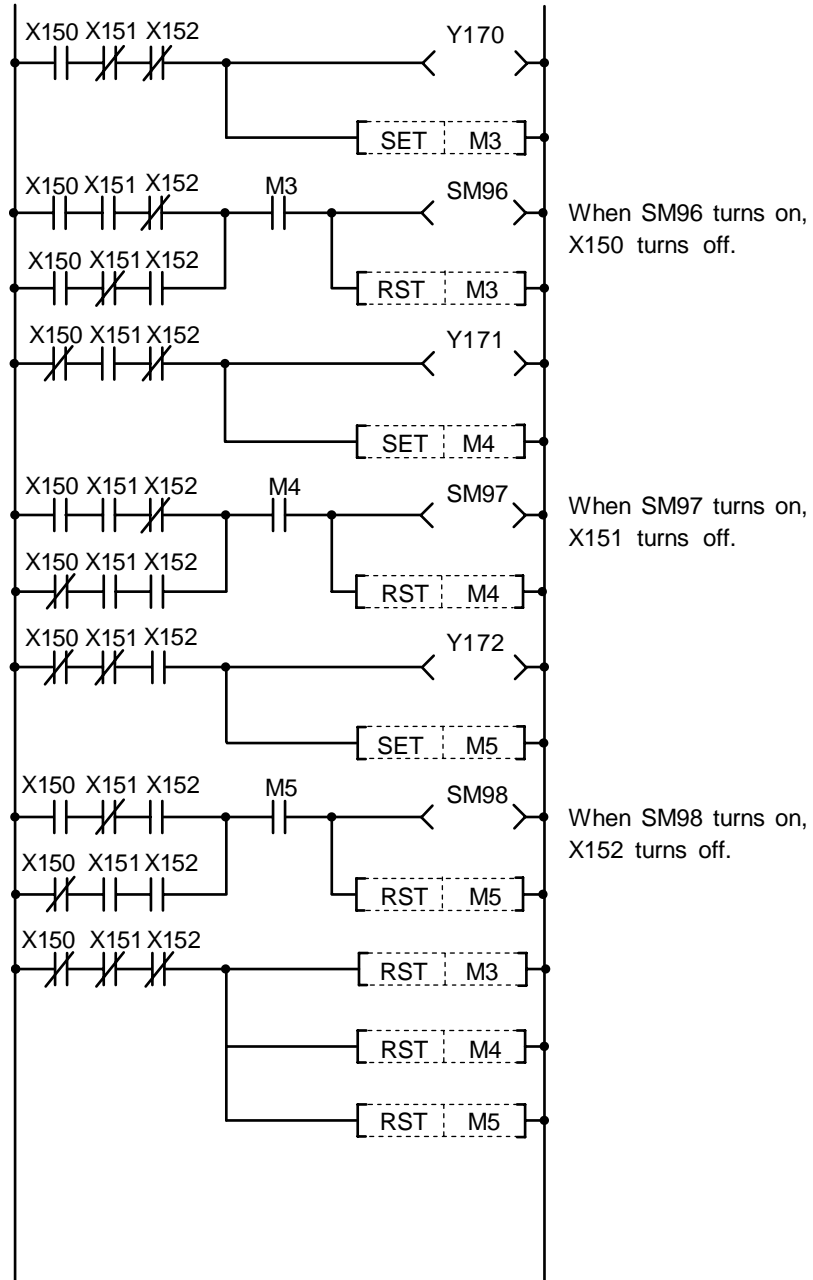 X150 X151 X152 Y170
SET M3
X150 X151 X152 M3 SM96
When SM96 turns on,
X150 turns off.
X150 X151 X152
RST M3
X150 X151 X152 Y171
SET M4
X150 X151 X152 M4 SM97
When SM97 turns on,
X151 turns off.
X150 X151 X152
RST M4
X150 X151 X152 Y172
SET M5
X150 X151 X152 M5 SM98
When SM98 turns on,
X152 turns off.
X150 X151 X152
RST M5
X150 X151 X152
RST M3
RST M4
RST M5